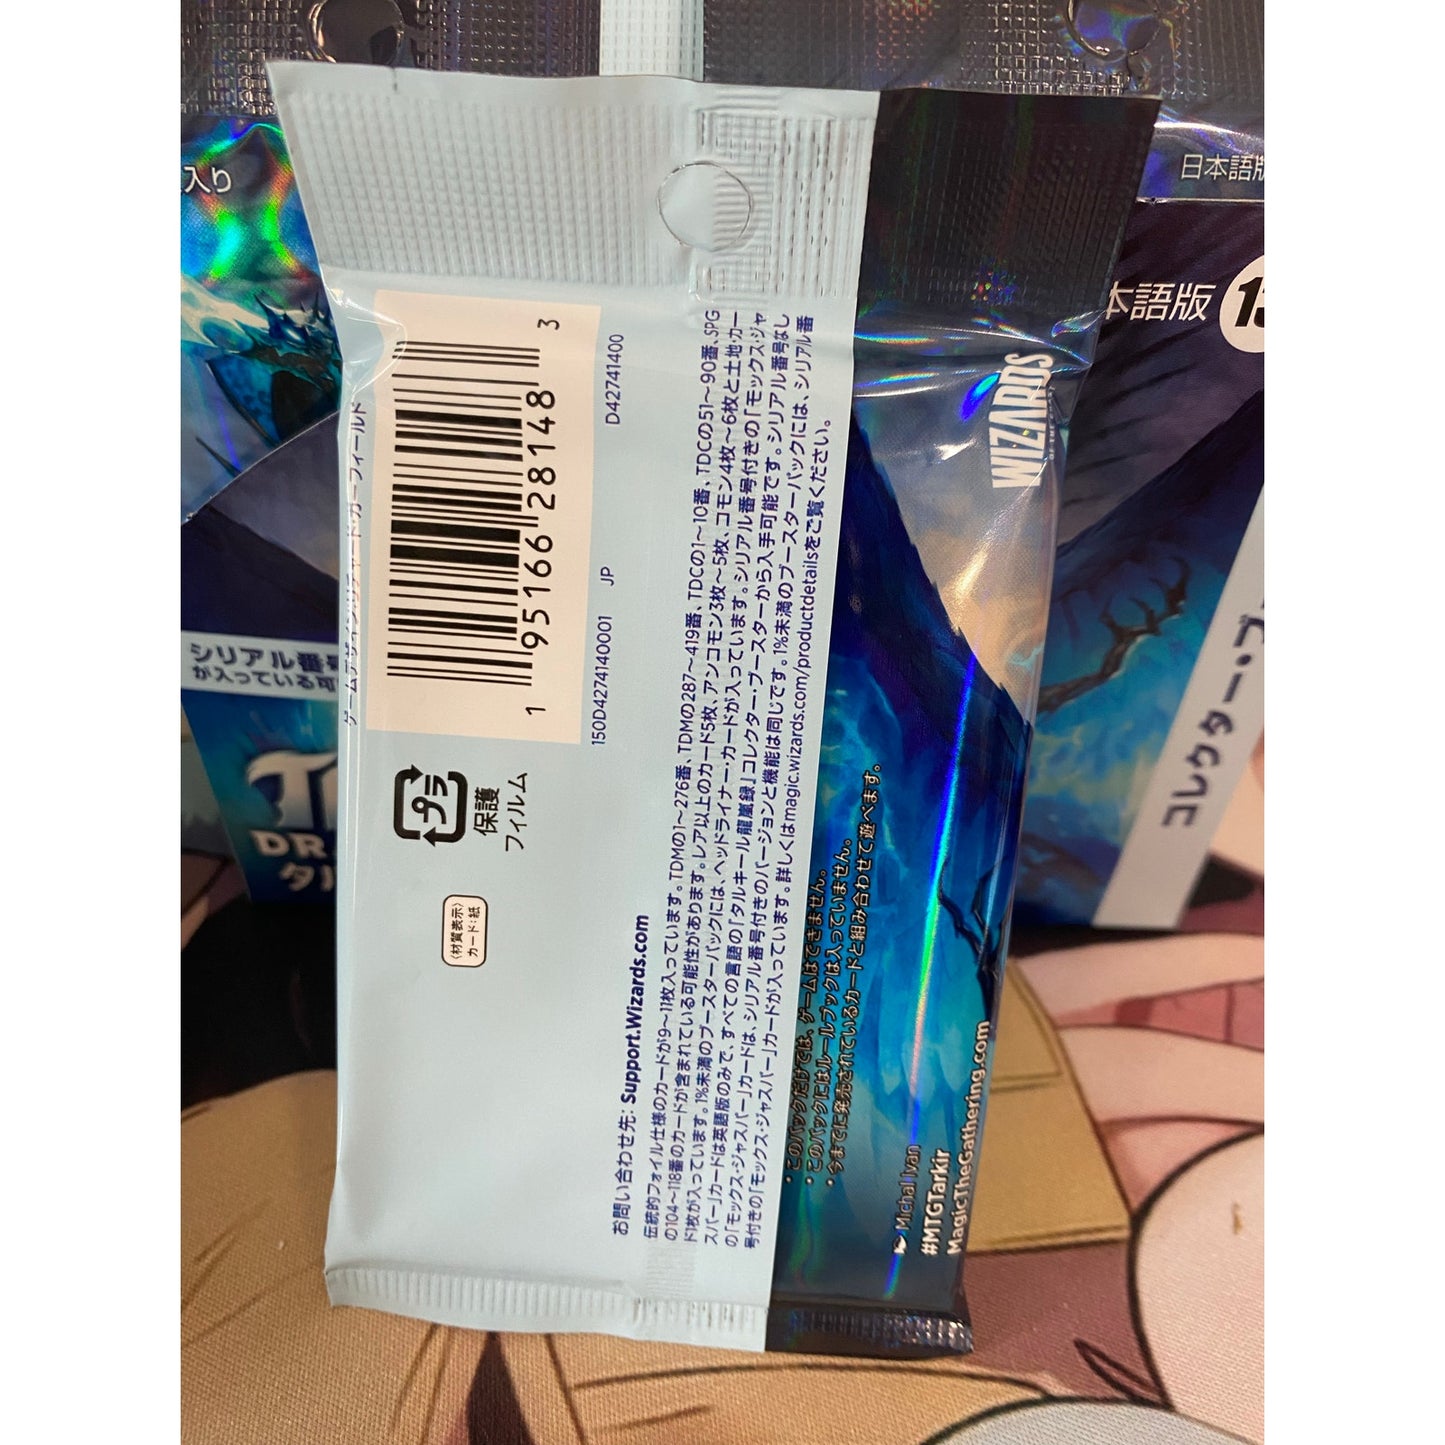 入り
日本語版
本語版
15
シリアル番号
が入っている可
DR
タル
コレクター・ブ
ゲームデザイン:リチャード・ガーフィールド
1 95166 28148 3
150D4274140001 JP D42741400
プラ
保護
フィルム
〈材質表示〉
カード:紙
お問い合わせ先: Support.Wizards.com
伝統的フォイル仕様のカードが9~11枚入っています。TDMの1~276番、TDMの287~419番、TDCの1~10番、TDCの51~90番、SPG
の104~118番のカードが含まれている可能性があります。レア以上のカード5枚、アンコモン3枚~5枚、コモン4枚~6枚と土地・カー
ド1枚が入っています。1%未満のブースターパックには、ヘッドライナー・カードが入っています。シリアル番号付きの「モックス・ジャ
スパー」カードは英語版のみで、すべての言語の『タルキール龍嵐録』コレクター・ブースターから入手可能です。シリアル番号なし
の「モックス・ジャスパー」カードは、シリアル番号付きのバージョンと機能は同じです。1%未満のブースターパックには、シリアル番
号付きの「モックス・ジャスパー」カードが入っています。詳しくはmagic.wizards.com/productdetailsをご覧ください。
・このパックだけでは、ゲームはできません。
・このパックにはルールブックは入っていません。
・今までに発売されているカードと組み合わせて遊べます。
WIZARDS
Michal Ivan
#MTGTarkir
MagicTheGathering.com